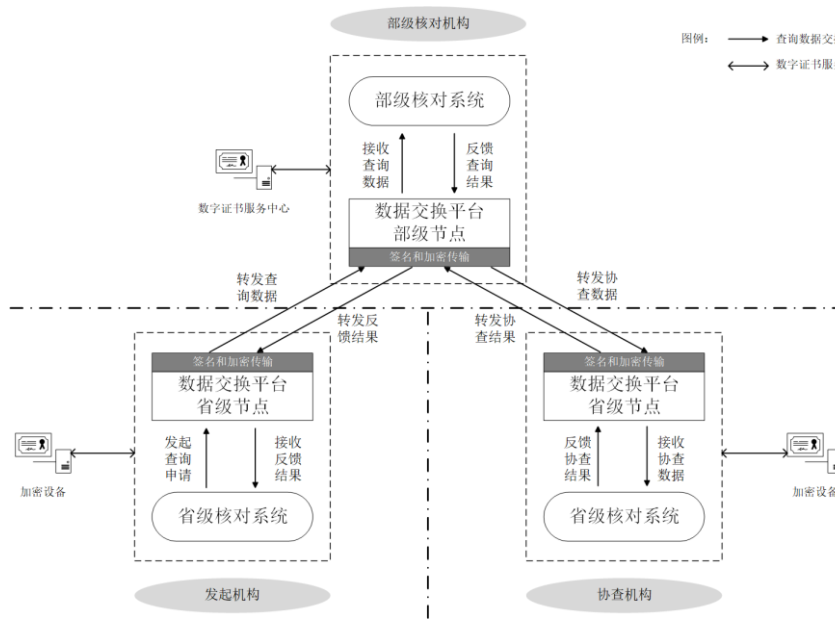 部级核对机构
图例：
查询数据交
数字证书服
部级核对系统
接收
查询
数据
反馈
查询
结果
数字证书服务中心
数据交换平台
部级节点
签名和加密传输
转发查
询数据
转发反
馈结果
转发协
查结果
转发协
查数据
签名和加密传输
数据交换平台
省级节点
发起
查询
申请
接收
反馈
结果
加密设备
省级核对系统
发起机构
签名和加密传输
数据交换平台
省级节点
反馈
协查
结果
接收
协查
数据
加密设备
省级核对系统
协查机构